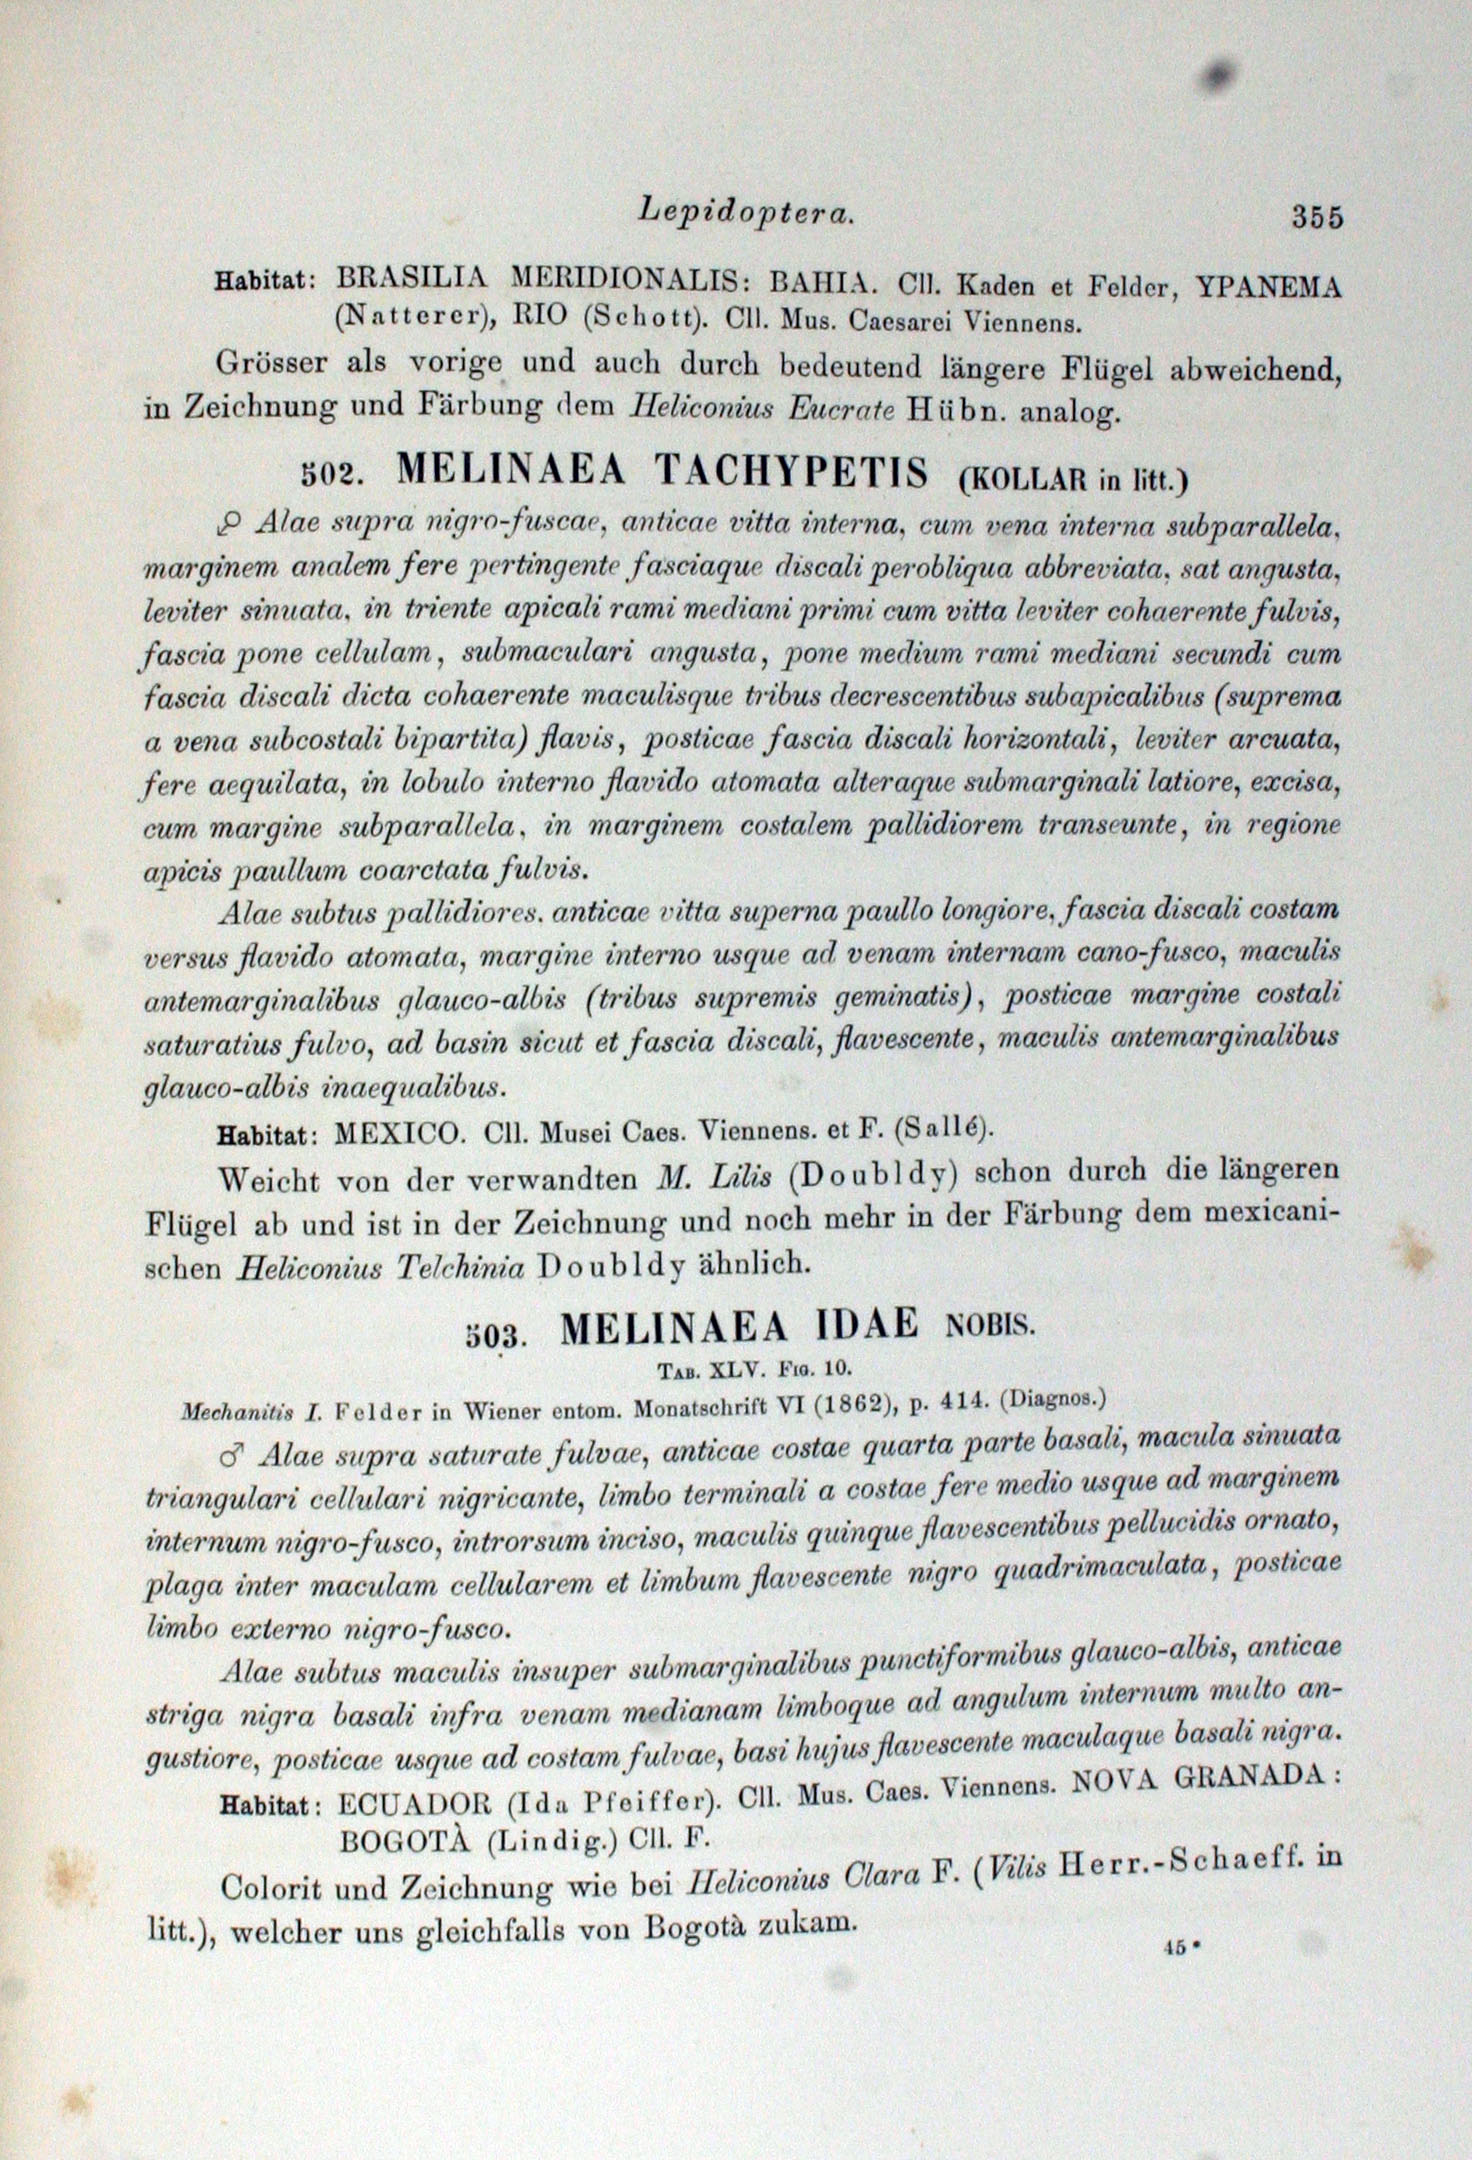 Lepidoptera. 355
Habitat: BRASILIA MERIDIONALIS: BAHIA. Cll. Kaden et Felder, YPANEMA
(Natterer), RIO (Schott). Cll. Mus. Caesarei Viennens.
Grösser als vorige und auch durch bedeutend längere Flügel abweichend,
in Zeichnung und Färbung dem Heliconius Eucrate Hübn. analog.
502. MELINAEA TACHYPETIS (KOLLAR in litt.)
♀ Alae supra nigro-fuscae, anticae vitta interna, cum vena interna subparallela,
marginem analem fere pertingente fasciaque discali perobliqua abbreviata, sat angusta,
leviter sinuata, in triente apicali rami mediani primi cum vitta leviter cohaerente fulvis,
fascia pone cellulam, submaculari angusta, pone medium rami mediani secundi cum
fascia discali dicta cohaerente maculisque tribus decrescentibus subapicalibus (suprema
a vena subcostali bipartita) flavis, posticae fascia discali horizontali, leviter arcuata,
fere aequilata, in lobulo interno flavido atomata alteraque submarginali latiore, excisa,
cum margine subparallela, in marginem costalem pallidiorem transeunte, in regione
apicis paullum coarctata fulvis.
Alae subtus pallidiores. anticae vitta superna paullo longiore, fascia discali costam
versus flavido atomata, margine interno usque ad venam internam cano-fusco, maculis
antemarginalibus glauco-albis (tribus supremis geminatis), posticae margine costali
saturatius fulvo, ad basin sicut et fascia discali, flavescente, maculis antemarginalibus
glauco-albis inaequalibus.
Habitat: MEXICO. Cll. Musei Caes. Viennens. et F. (Sallé).
Weicht von der verwandten M. Lilis (Doubldy) schon durch die längeren
Flügel ab und ist in der Zeichnung und noch mehr in der Färbung dem mexicani-
schen Heliconius Telchinia Doubldy ähnlich.
503. MELINAEA IDAE NOBIS.
TAB. XLV. FIG. 10.
Mechanitis I. Felder in Wiener entom. Monatschrift VI (1862), p. 414. (Diagnos.)
♂ Alae supra saturate fulvae, anticae costae quarta parte basali, macula sinuata
triangulari cellulari nigricante, limbo terminali a costae fere medio usque ad marginem
internum nigro-fusco, introrsum inciso, maculis quinque flavescentibus pellucidis ornato,
plaga inter maculam cellularem et limbum flavescente nigro quadrimaculata, posticae
limbo externo nigro-fusco.
Alae subtus maculis insuper submarginalibus punctiformibus glauco-albis, anticae
striga nigra basali infra venam medianam limboque ad angulum internum multo an-
gustiore, posticae usque ad costam fulvae, basi hujus flavescente maculaque basali nigra.
Habitat: ECUADOR (Ida Pfeiffer). Cll. Mus. Caes. Viennens. NOVA GRANADA:
BOGOTÀ (Lindig.) Cll. F.
Colorit und Zeichnung wie bei Heliconius Clara F. (Vilis Herr.-Schaeff. in
litt.), welcher uns gleichfalls von Bogotà zukam.
45*